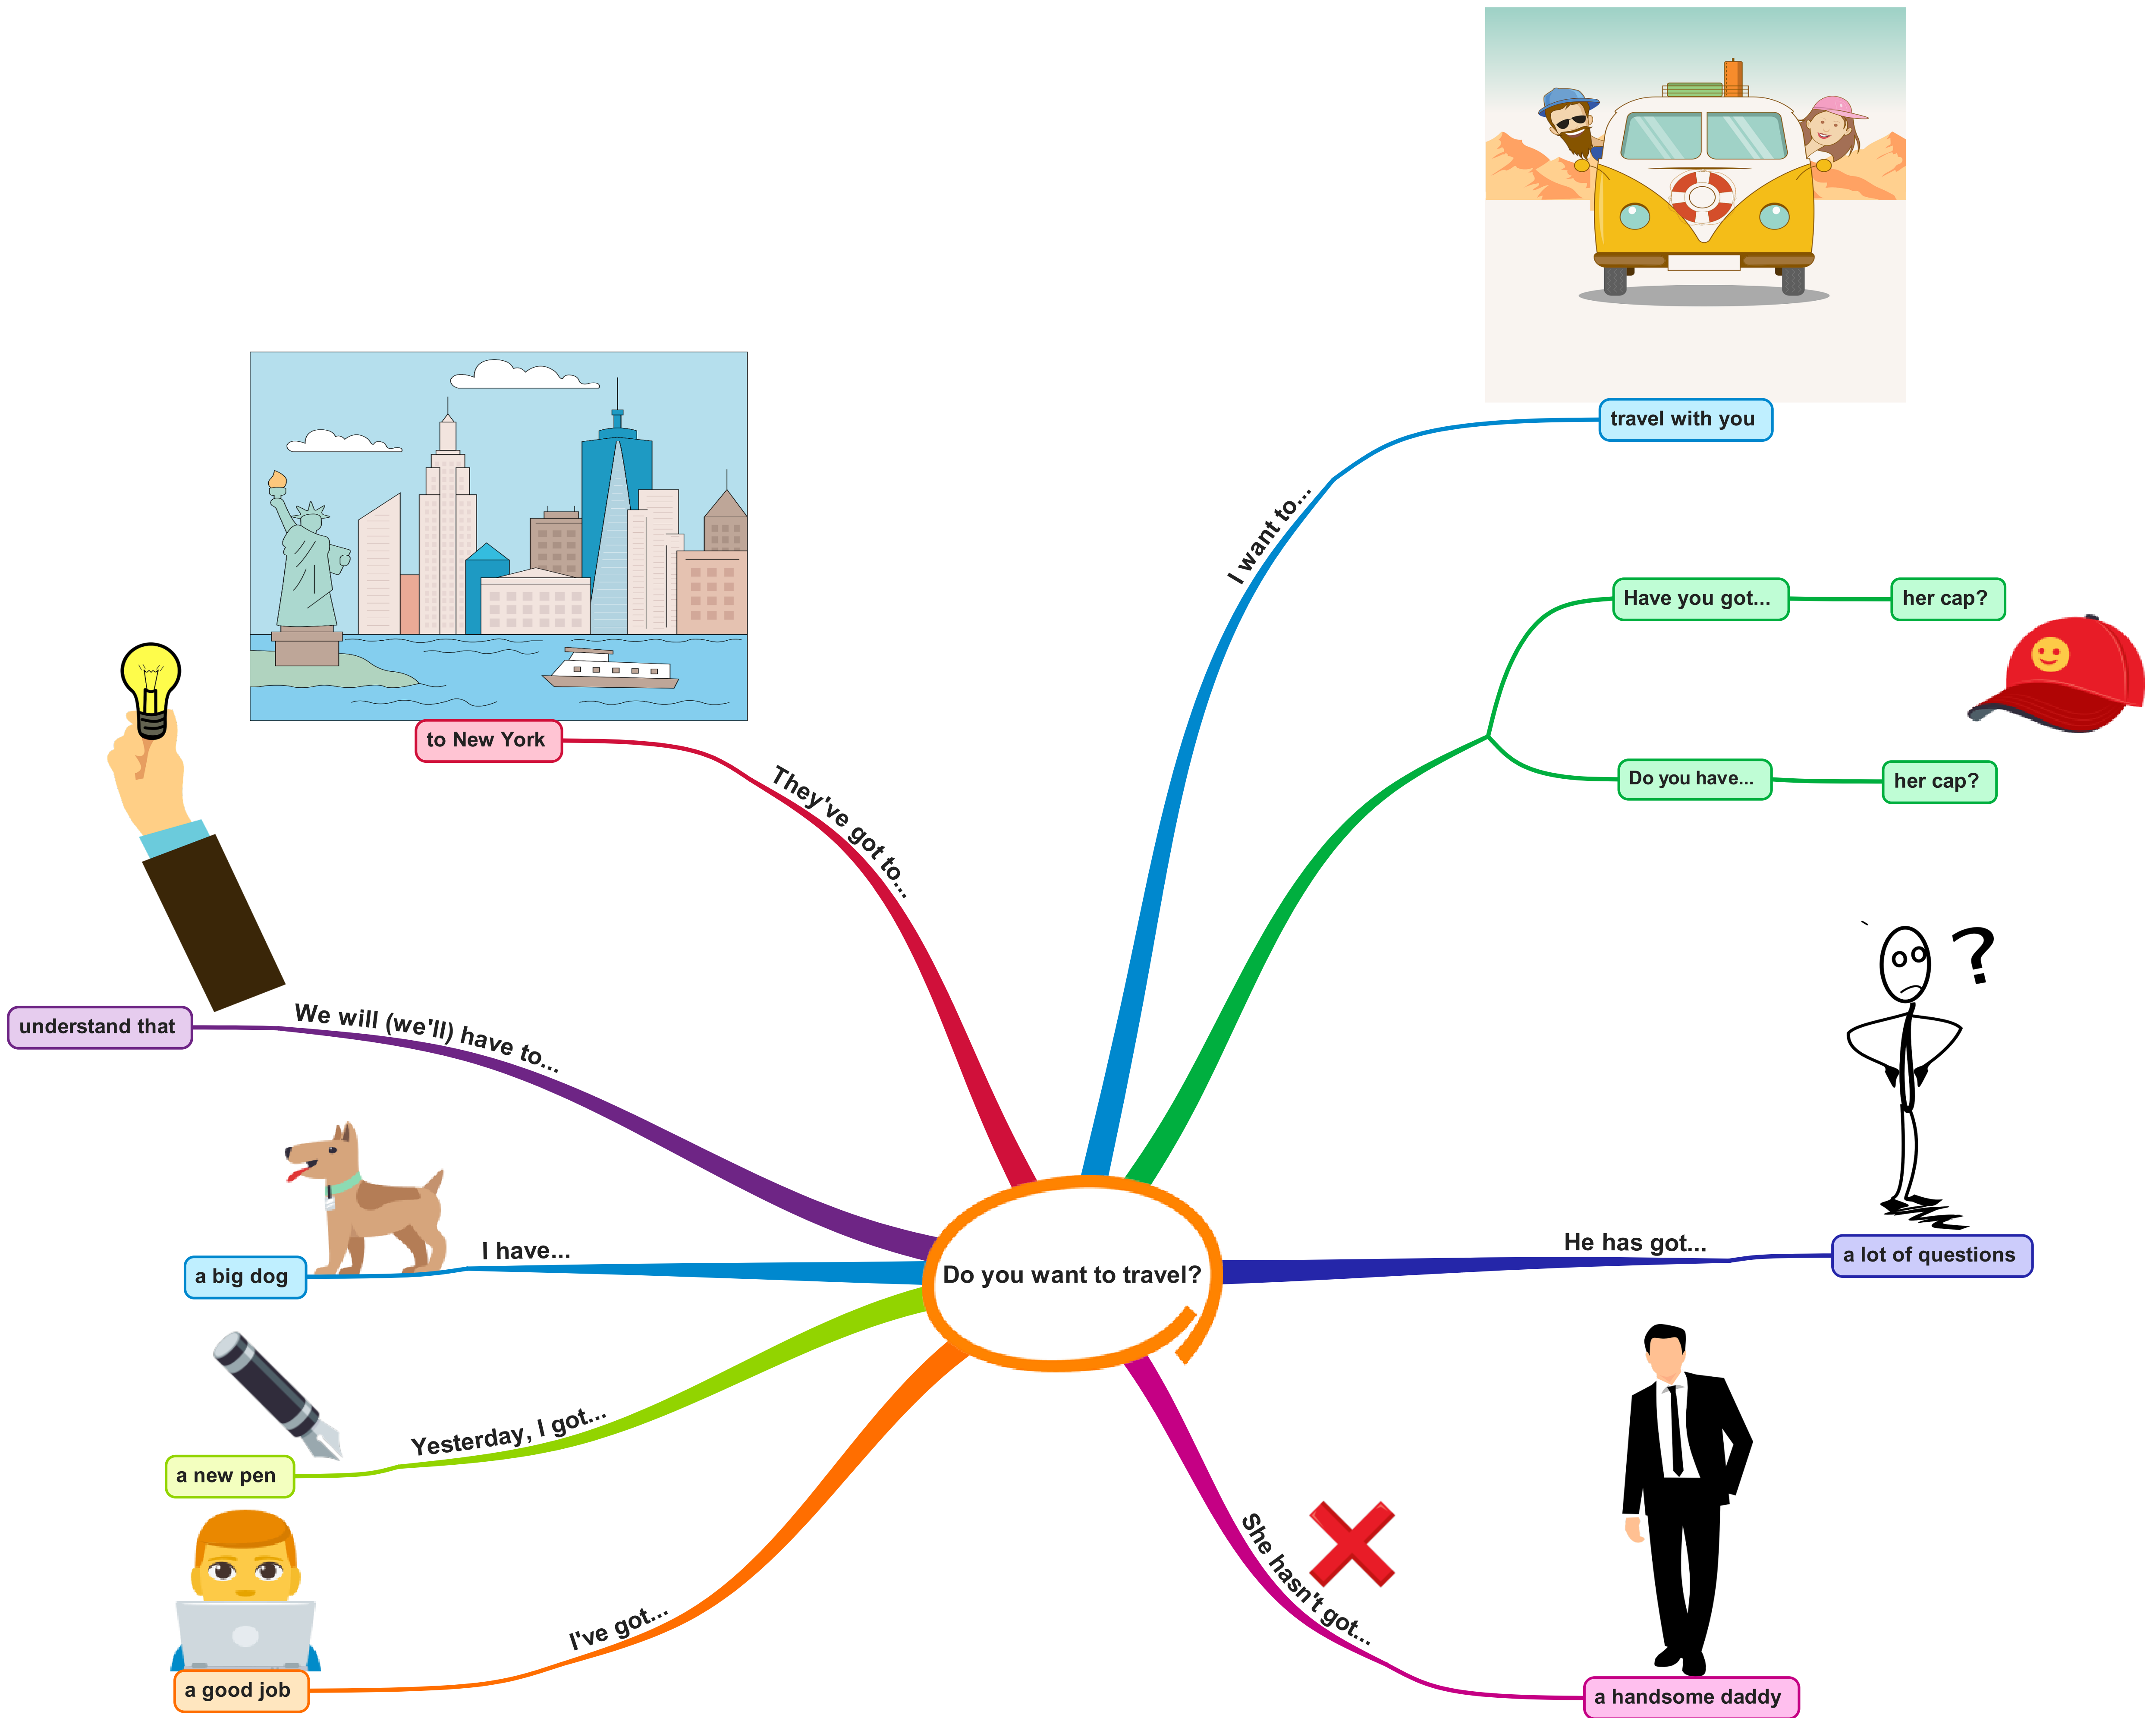 Do you want to travel?
I want to...
travel with you
Have you got...
her cap?
Do you have...
her cap?
?
He has got...
a lot of questions
She hasn't got...
a handsome daddy
I've got...
a good job
Yesterday, I got...
a new pen
I have...
a big dog
We will (we'll) have to...
understand that
They've got to...
to New York